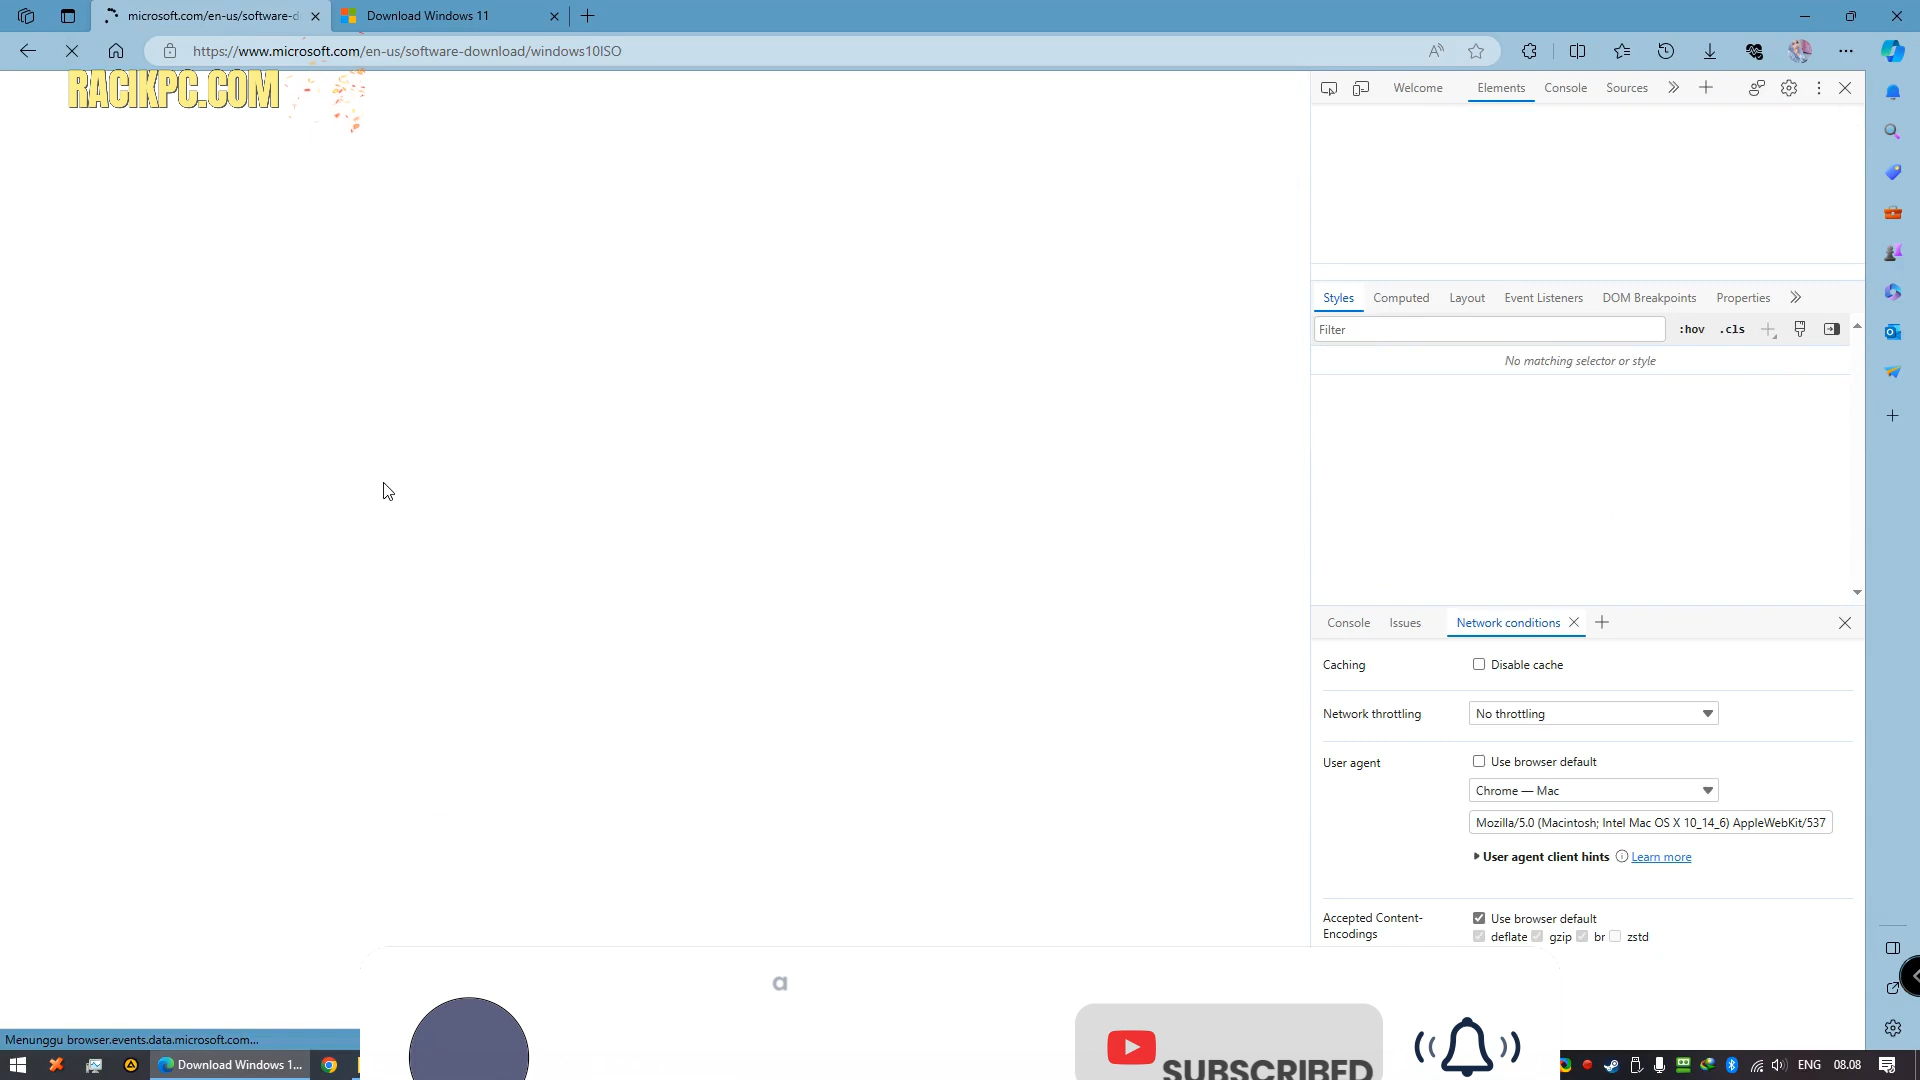 microsoft.com/en-us/software-d
Download Windows 11
https://www.microsoft.com/en-us/software-download/windows10ISO
RACIKPC.COM
Welcome
Elements
Console
Sources
Styles
Computed
Layout
Event Listeners
DOM Breakpoints
Properties
Filter
:hov
.cls
No matching selector or style
Console
Issues
Network conditions
Caching
Disable cache
Network throttling
No throttling
User agent
Use browser default
Chrome — Mac
Mozilla/5.0 (Macintosh; Intel Mac OS X 10_14_6) AppleWebKit/537
User agent client hints
Learn more
Accepted Content-
Encodings
Use browser default
deflate
gzip
br
zstd
a
SUBSCRIBED
Menunggu browser.events.data.microsoft.com...
Download Windows 1...
ENG
08.08